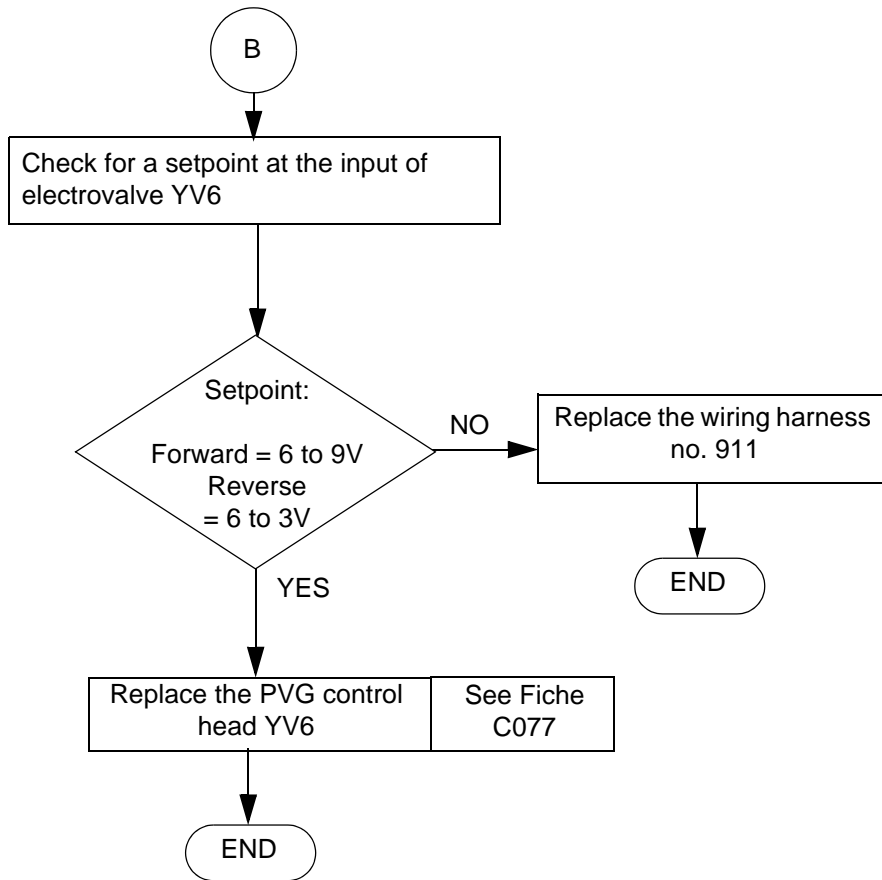 B
Check for a setpoint at the input of
electrovalve YV6
Setpoint:
Forward = 6 to 9V
Reverse
= 6 to 3V
NO
Replace the wiring harness
no. 911
END
YES
Replace the PVG control
head YV6
See Fiche
C077
END